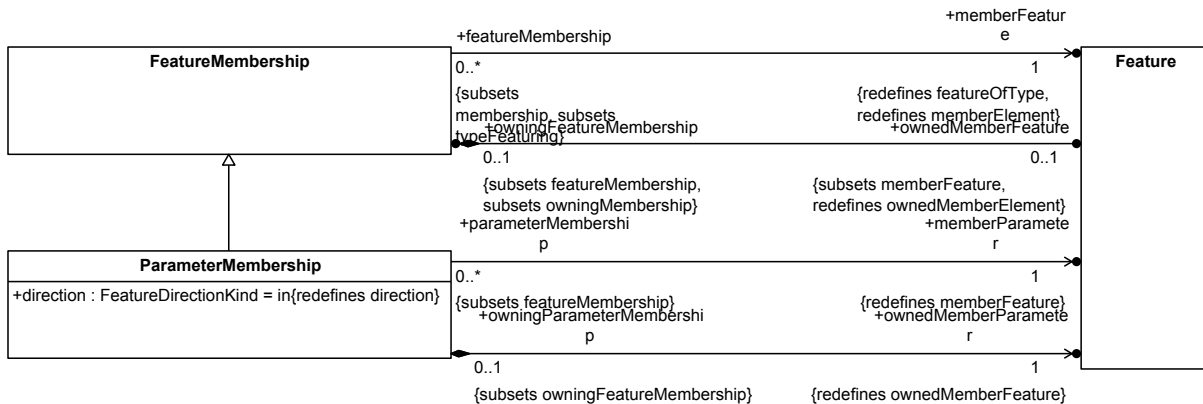 +featureMembership
+memberFeatur
e
FeatureMembership
Feature
0..*
1
{subsets
membership, subsets
typeFeaturing}
{redefines featureOfType,
redefines memberElement}
+owningFeatureMembership
+ownedMemberFeature
0..1
0..1
{subsets featureMembership,
subsets owningMembership}
{subsets memberFeature,
redefines ownedMemberElement}
+parameterMembershi
p
+memberParamete
r
ParameterMembership
+direction : FeatureDirectionKind = in{redefines direction}
0..*
1
{subsets featureMembership}
{redefines memberFeature}
+owningParameterMembershi
p
+ownedMemberParamete
r
0..1
1
{subsets owningFeatureMembership}
{redefines ownedMemberFeature}